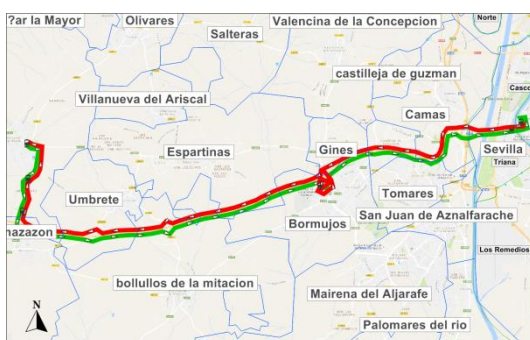 ?ar la Mayor
Olivares
Valencina de la Concepcion
Norte
Salteras
castilleja de guzman
Casco
Villanueva del Ariscal
Camas
Espartinas
Gines
Sevilla
Triana
Umbrete
Tomares
San Juan de Aznalfarache
Bormujos
nazazon
Los Remedios
bollullos de la mitacion
Mairena del Aljarafe
N
Palomares del rio